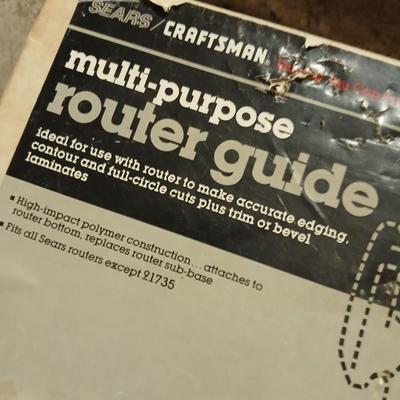 SEARS / CRAFTSMAN
multi-purpose
router guide
ideal for use with router to make accurate edging,
contour and full-circle cuts plus trim or bevel
laminates
▪ High-impact polymer construction... attaches to
router bottom, replaces router sub-base
▪ Fits all Sears routers except 21735